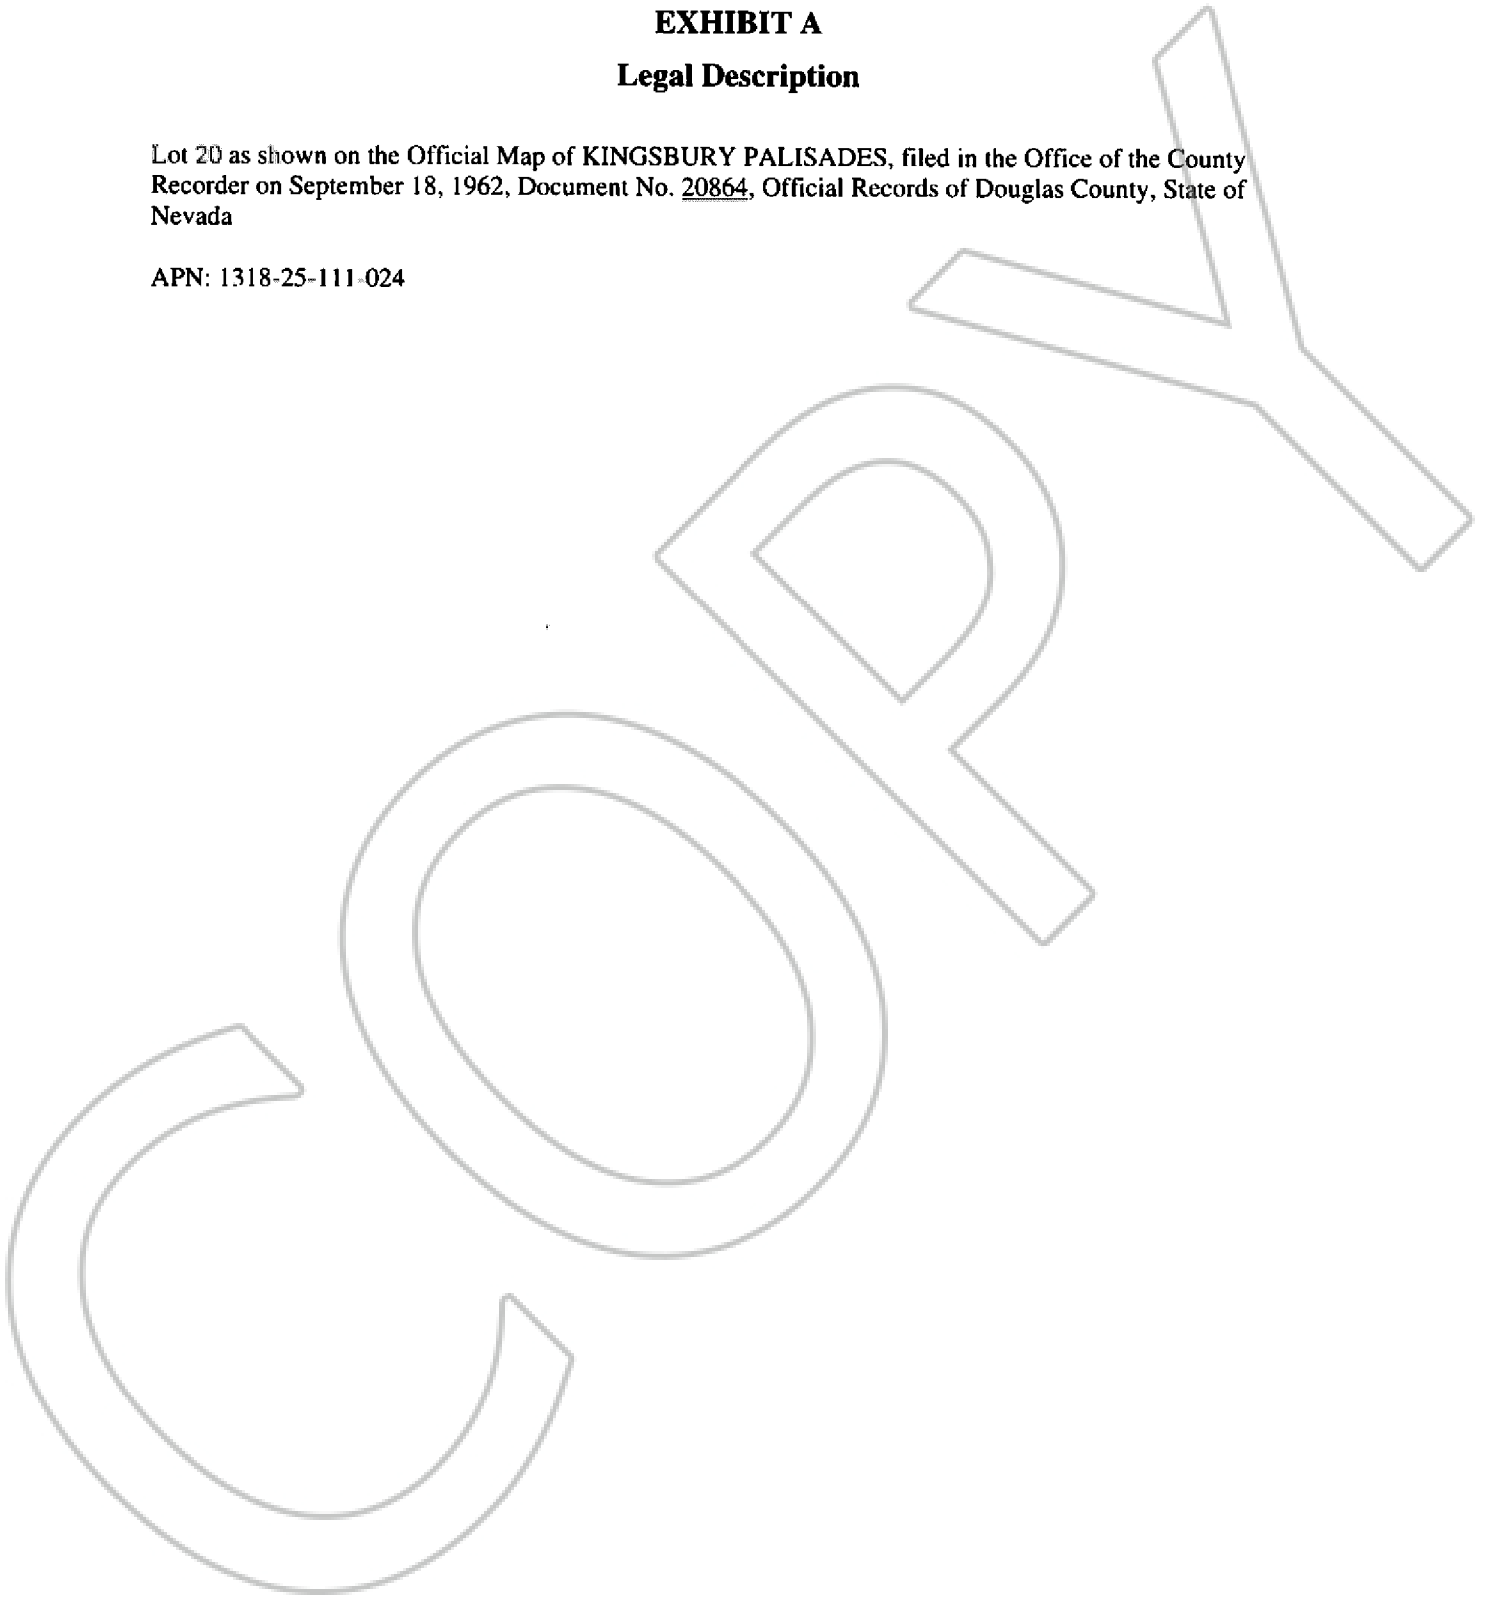 EXHIBIT A
Legal Description
Lot 20 as shown on the Official Map of KINGSBURY PALISADES, filed in the Office of the County
Recorder on September 18, 1962, Document No. 20864, Official Records of Douglas County, State of
Nevada
APN: 1318-25-111-024
COPY